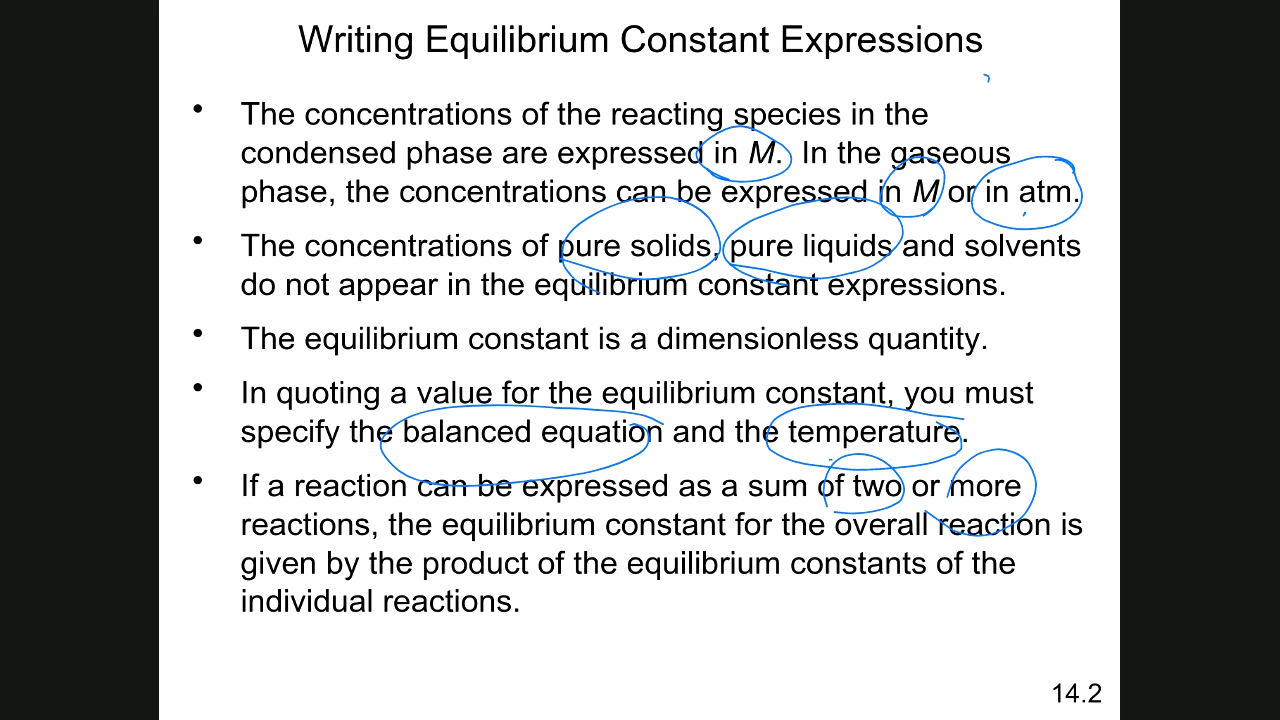 Writing Equilibrium Constant Expressions
• The concentrations of the reacting species in the
condensed phase are expressed in M. In the gaseous
phase, the concentrations can be expressed in M or in atm.
• The concentrations of pure solids, pure liquids and solvents
do not appear in the equilibrium constant expressions.
• The equilibrium constant is a dimensionless quantity.
• In quoting a value for the equilibrium constant, you must
specify the balanced equation and the temperature.
• If a reaction can be expressed as a sum of two or more
reactions, the equilibrium constant for the overall reaction is
given by the product of the equilibrium constants of the
individual reactions.
14.2